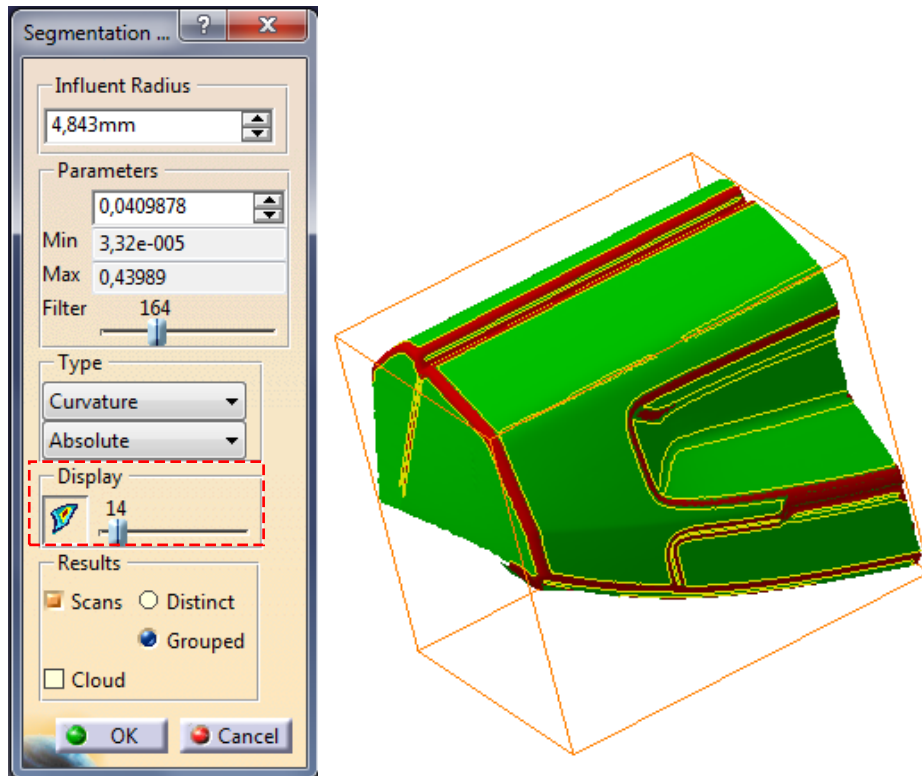 Segmentation ...
?
X
Influent Radius
4,843mm
Parameters
0,0409878
Min 3,32e-005
Max 0,43989
Filter 164
Type
Curvature
Absolute
Display
14
Results
Scans Distinct
Grouped
Cloud
OK Cancel